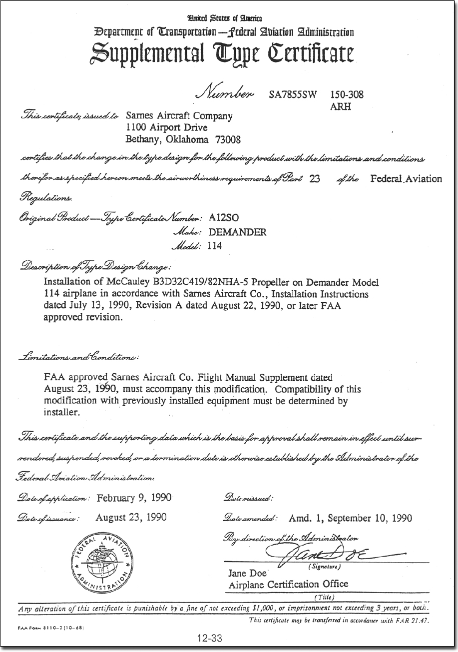 United States of America
Department of Transportation—Federal Aviation Administration
Supplemental Type Certificate
Number SA7855SW 150-308
ARH
This certificate issued to Sarnes Aircraft Company
1100 Airport Drive
Bethany, Oklahoma 73008
certifies that the change in the type design for the following product with the limitations and conditions
therefor as specified hereon meets the airworthiness requirements of Part 23 of the Federal Aviation
Regulations.
Original Product—Type Certificate Number: A12SO
Make: DEMANDER
Model: 114
Description of Type Design Change:
Installation of McCauley B3D32C419/82NHA-5 Propeller on Demander Model
114 airplane in accordance with Sarnes Aircraft Co., Installation Instructions
dated July 13, 1990, Revision A dated August 22, 1990, or later FAA
approved revision.
Limitations and Conditions:
FAA approved Sarnes Aircraft Co. Flight Manual Supplement dated
August 23, 1990, must accompany this modification. Compatibility of this
modification with previously installed equipment must be determined by
installer.
This certificate and the supporting data which is the basis for approval shall remain in effect until sur-
rendered, suspended, revoked, or a termination date is otherwise established by the Administrator of the
Federal Aviation Administration.
Date of application: February 9, 1990 Date reissued:
Date of issuance: August 23, 1990 Date amended: Amd. 1, September 10, 1990
By direction of the Administrator
FEDERAL AVIATION ADMINISTRATION
Jane Doe
(Signature)
Jane Doe
Airplane Certification Office
(Title)
Any alteration of this certificate is punishable by a fine of not exceeding $1,000, or imprisonment not exceeding 3 years, or both.
FAA Form 8110-2(10-68) This certificate may be transferred in accordance with FAR 21.47.
12-33